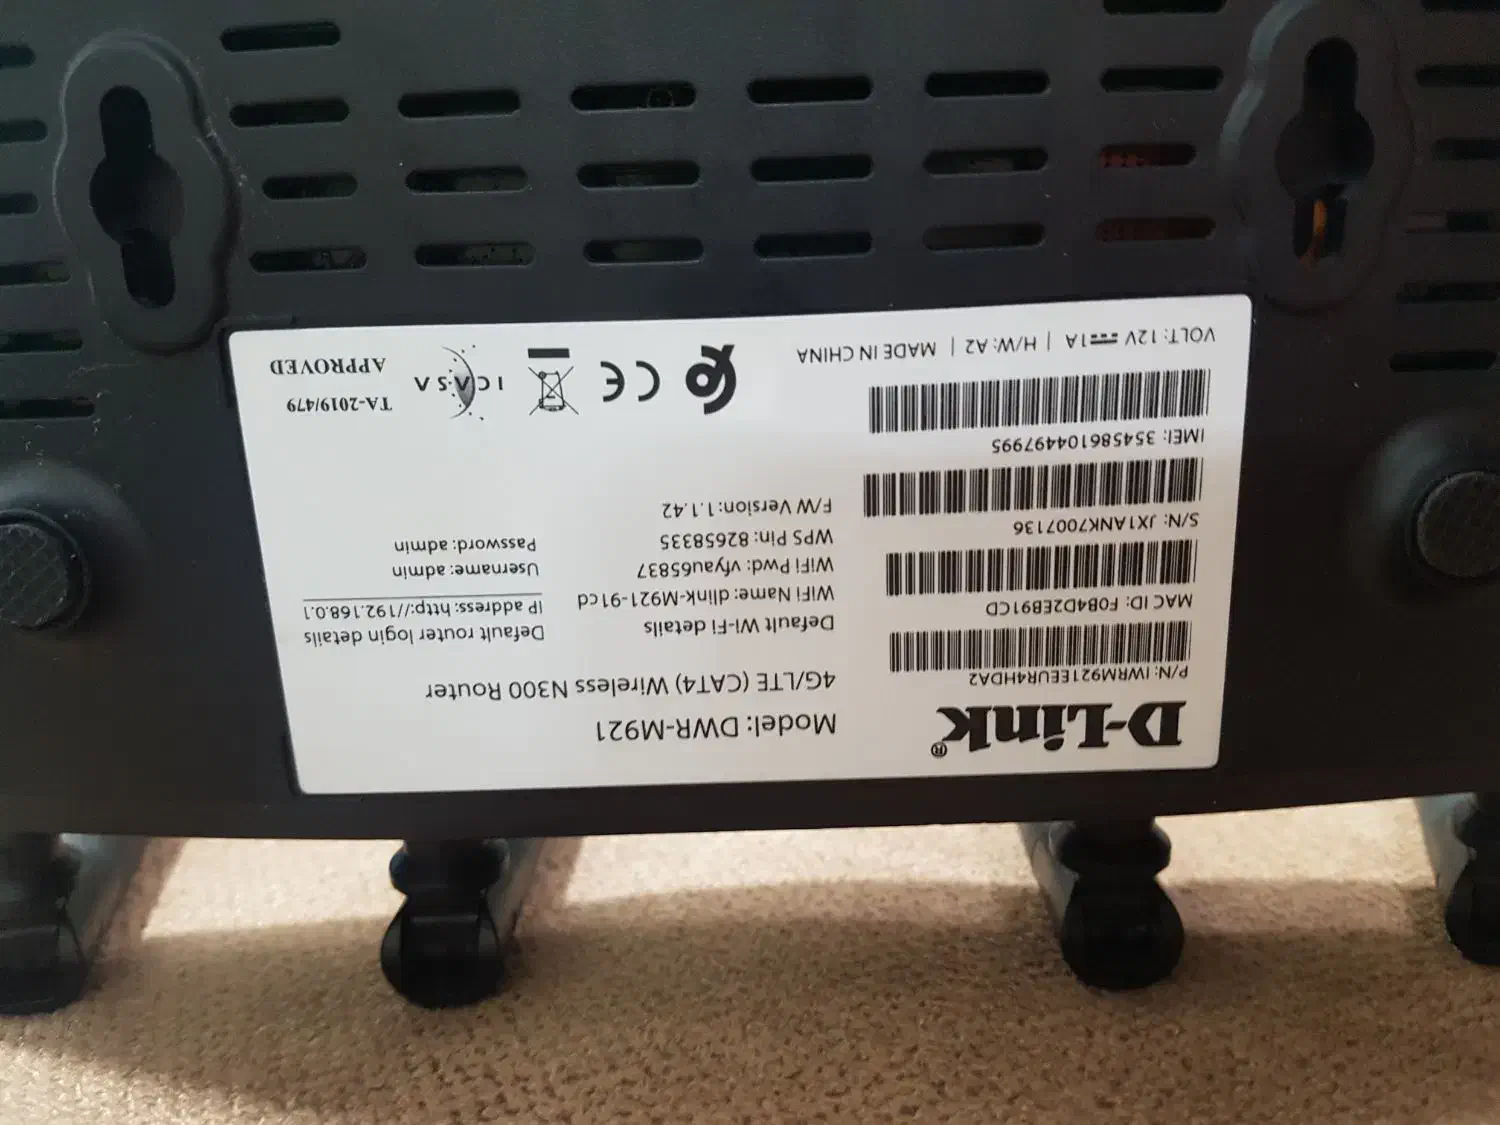 D-Link®
P/N: IWRM921EEUR4HDA2
MAC ID: F0B4D2EB91CD
S/N: JX1ANK7007136
IMEI: 354586104497995
VOLT: 12V 1A | H/W: A2 | MADE IN CHINA
Model: DWR-M921
4G/LTE (CAT4) Wireless N300 Router
Default Wi-Fi details
WiFi Name: dlink-M921-91cd
WiFi Pwd: vfyau65837
WPS Pin: 82658335
F/W Version:1.1.42
Default router login details
IP address: http://192.168.0.1
Username: admin
Password: admin
CE
I C A S A
TA-2019/479
APPROVED